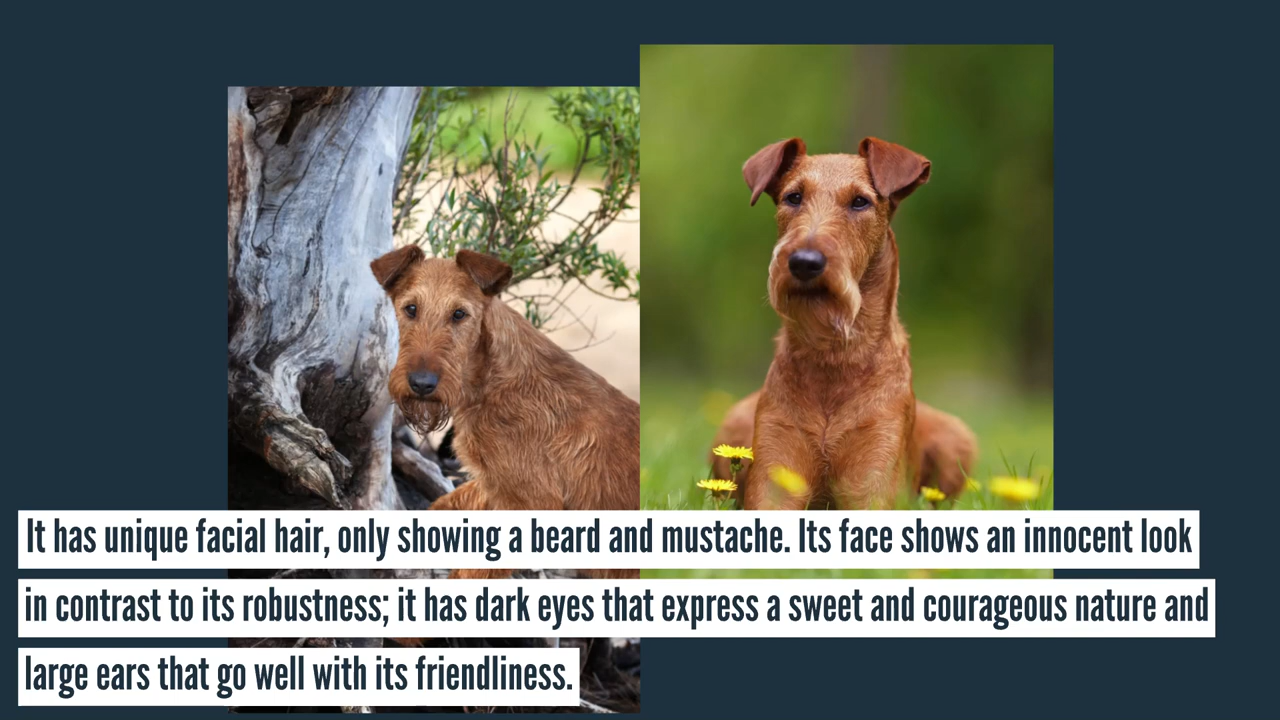 It has unique facial hair, only showing a beard and mustache. Its face shows an innocent look
in contrast to its robustness; it has dark eyes that express a sweet and courageous nature and
large ears that go well with its friendliness.